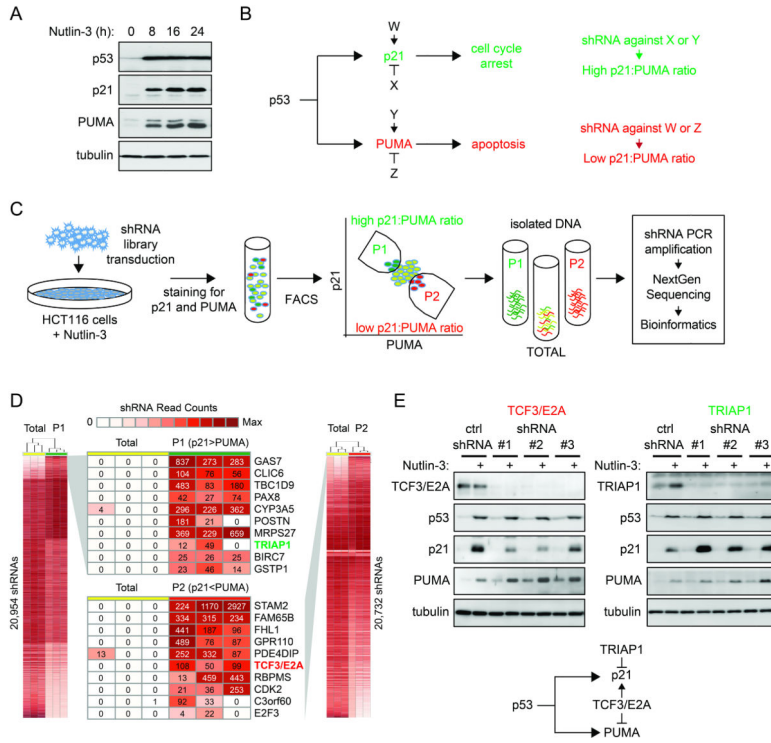 A
Nutlin-3 (h): 0 8 16 24
p53
p21
PUMA
tubulin
B
W
p21
X
p53
Y
PUMA
Z
cell cycle
arrest
apoptosis
shRNA against X or Y
High p21:PUMA ratio
shRNA against W or Z
Low p21:PUMA ratio
C
shRNA
library
transduction
HCT116 cells
+ Nutlin-3
staining for
p21 and PUMA
FACS
high p21:PUMA ratio
P1
P2
low p21:PUMA ratio
p21
PUMA
isolated DNA
P1
P2
TOTAL
shRNA PCR
amplification
NextGen
Sequencing
Bioinformatics
D
Total P1
20,954 shRNAs
shRNA Read Counts
0 Max
Total P1 (p21>PUMA)
0 0 0 837 273 283 GAS7
0 0 0 104 76 56 CLIC6
0 0 0 483 83 180 TBC1D9
0 0 0 42 27 74 PAX8
4 0 0 296 226 362 CYP3A5
0 0 0 181 21 0 POSTN
0 0 0 369 229 659 MRPS27
0 0 0 12 49 0 TRIAP1
0 0 0 25 26 25 BIRC7
0 0 0 23 46 14 GSTP1
Total P2 (p21<PUMA)
0 0 0 224 1170 2927 STAM2
0 0 0 334 315 234 FAM65B
0 0 0 441 187 96 FHL1
0 0 0 489 76 87 GPR110
13 0 0 252 332 87 PDE4DIP
0 0 0 108 50 99 TCF3/E2A
0 0 0 13 459 443 RBPMS
0 0 0 21 36 253 CDK2
0 0 1 92 33 0 C3orf60
0 0 0 4 22 0 E2F3
Total P2
20,732 shRNAs
E
TCF3/E2A
ctrl shRNA
shRNA #1 #2 #3
Nutlin-3: + + + +
TCF3/E2A
p53
p21
PUMA
tubulin
TRIAP1
ctrl shRNA
shRNA #1 #2 #3
Nutlin-3: + + + +
TRIAP1
p53
p21
PUMA
tubulin
TRIAP1
p21
p53
TCF3/E2A
PUMA